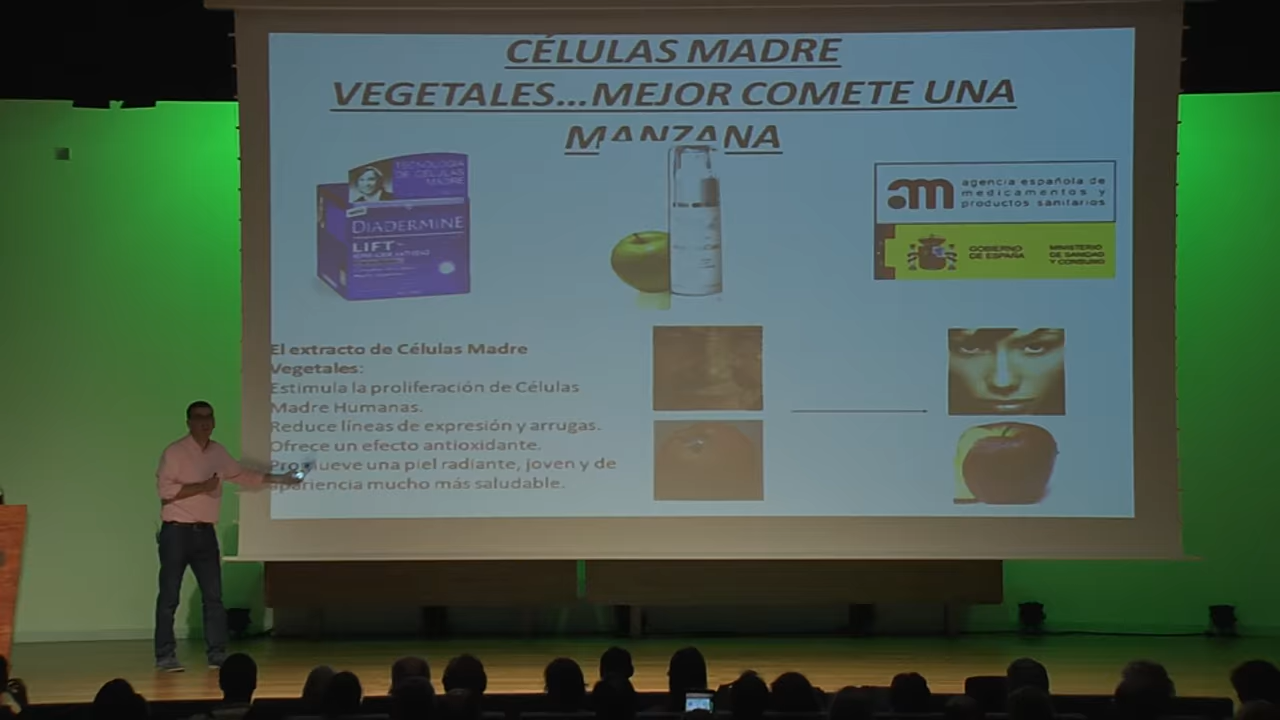 CÉLULAS MADRE
VEGETALES...MEJOR COMETE UNA
MANZANA
TECNOLOGIA
DE CÉLULAS
MADRE
DIADERMINE
LIFT+
agencia española de
medicamentos y
productos sanitarios
GOBIERNO
DE ESPAÑA
MINISTERIO
DE SANIDAD
Y CONSUMO
El extracto de Células Madre
Vegetales:
Estimula la proliferación de Células
Madre Humanas.
Reduce líneas de expresión y arrugas.
Ofrece un efecto antioxidante.
Promueve una piel radiante, joven y de
apariencia mucho más saludable.